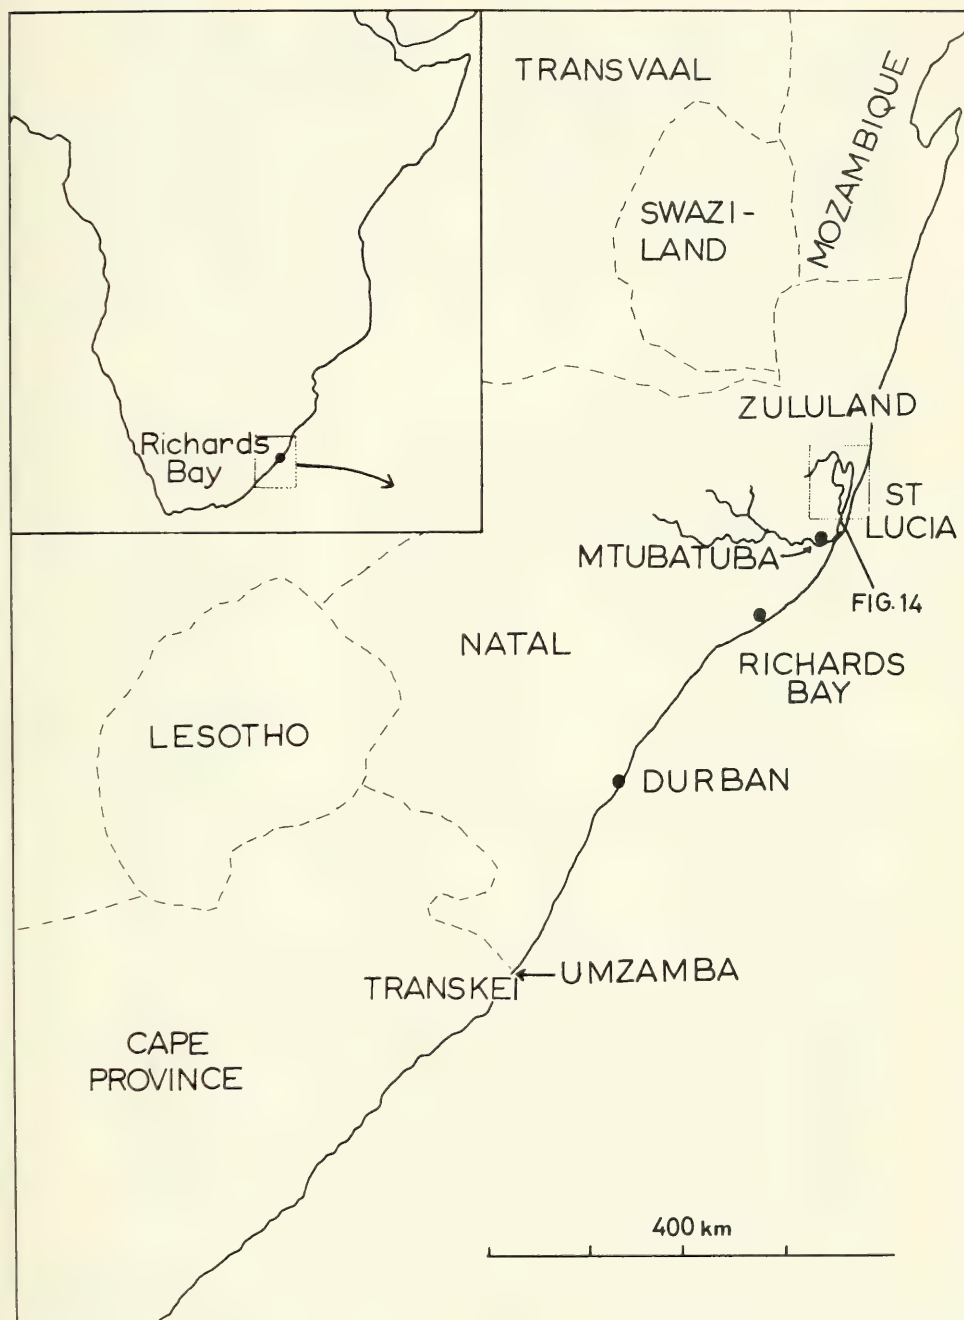 TRANSVAAL
MOZAMBIQUE
SWAZI-
LAND
ZULULAND
Richards
Bay
ST
LUCIA
MTUBATUBA
FIG.14
NATAL
RICHARDS
BAY
LESOTHO
DURBAN
UMZAMBA
TRANSKEI
CAPE
PROVINCE
400 km